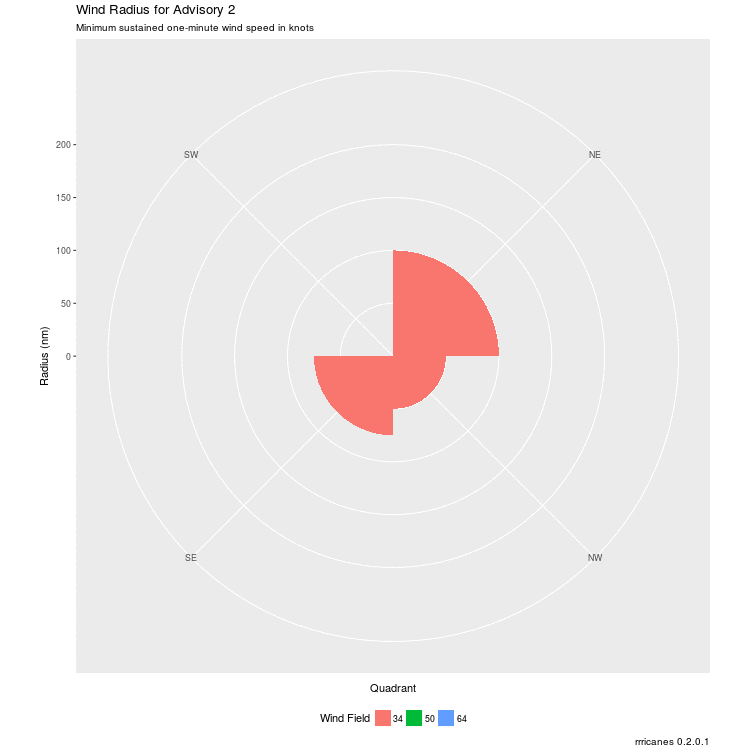 Wind Radius for Advisory 2
Minimum sustained one-minute wind speed in knots
200
150
100
50
0
Radius (nm)
SW
NE
SE
NW
Quadrant
Wind Field 34 50 64
rrricanes 0.2.0.1